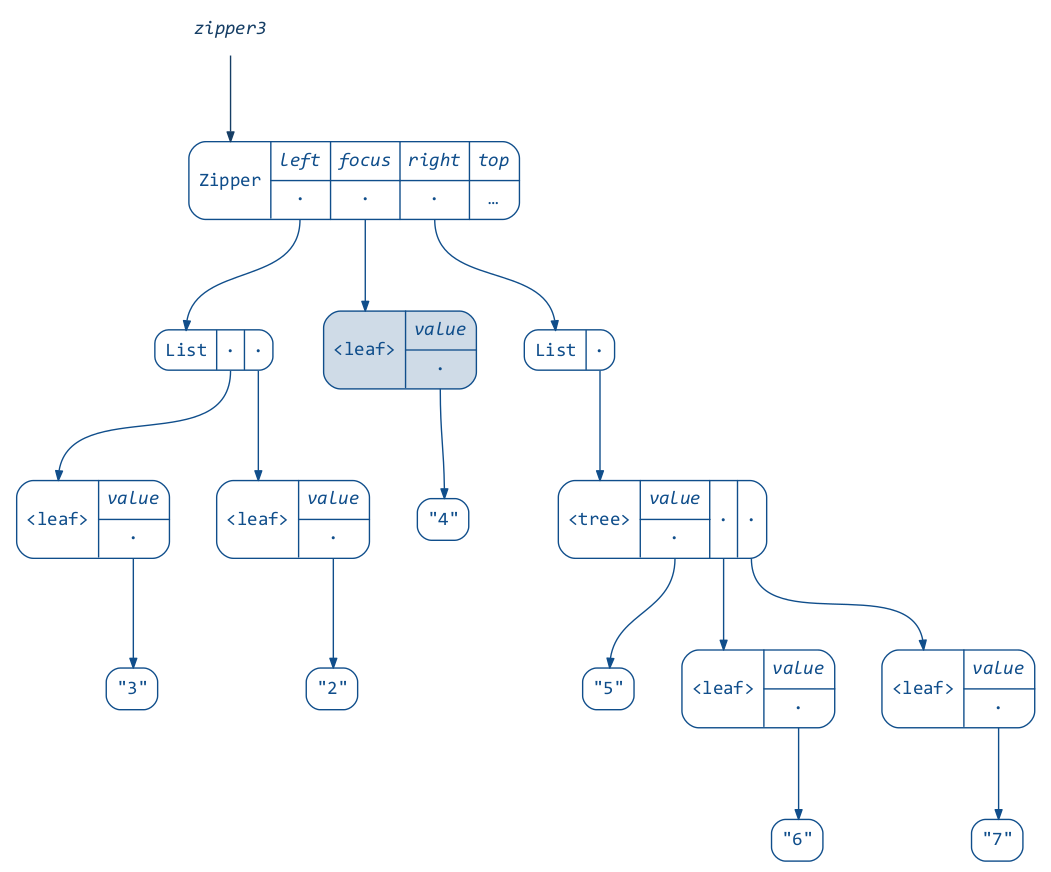 zipper3
left focus right top
Zipper
. . . …
value
List . . <leaf> List .
.
value value value
<leaf> <leaf> "4" <tree> . .
. . .
value value
"3" "2" "5" <leaf> <leaf>
. .
"6" "7"